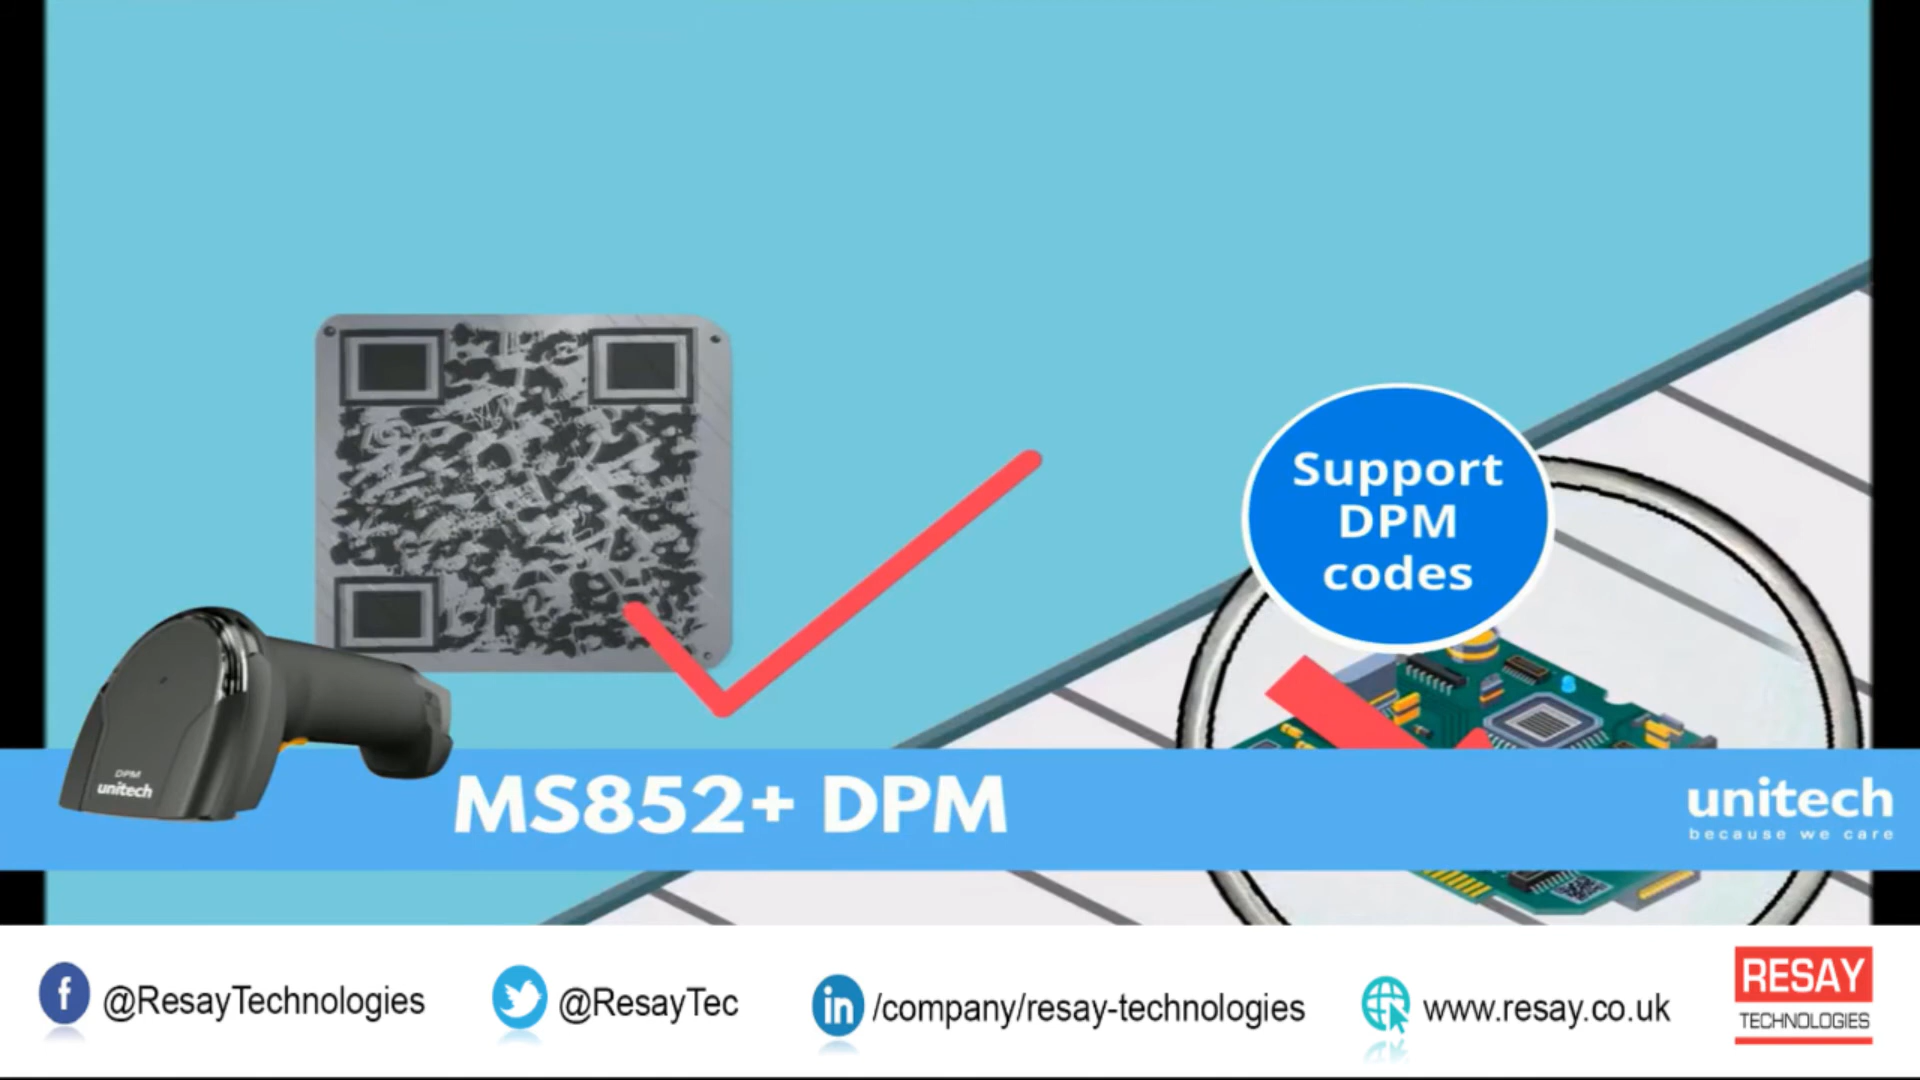 Support
DPM
codes
DPM
unitech
MS852+ DPM
unitech
because we care
f @ResayTechnologies
@ResayTec
in /company/resay-technologies
www.resay.co.uk
RESAY
TECHNOLOGIES